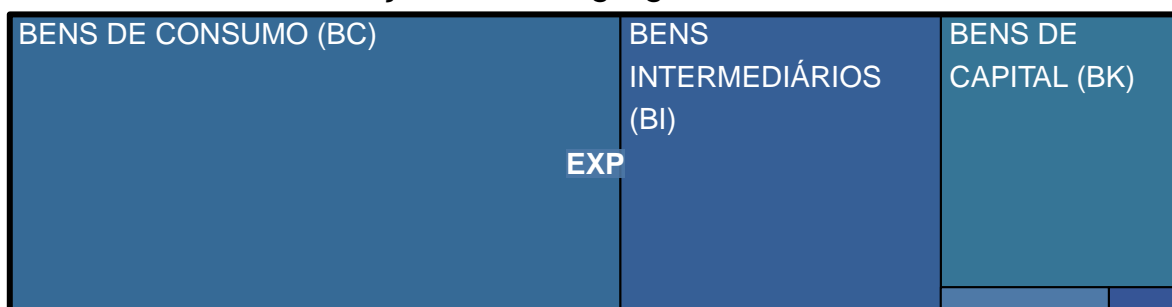 BENS DE CONSUMO (BC)
BENS
INTERMEDIÁRIOS
(BI)
BENS DE
CAPITAL (BK)
EXP